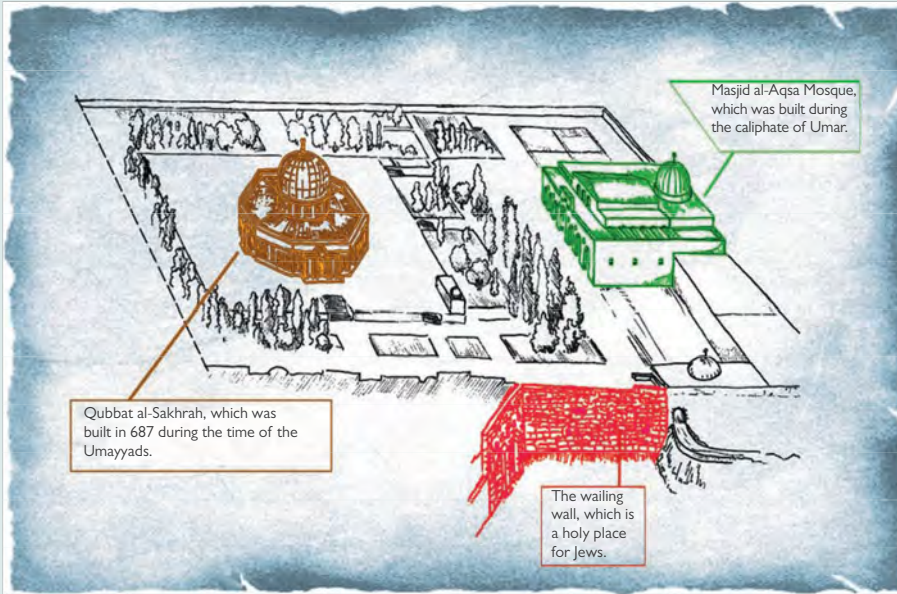 Masjid al-Aqsa Mosque,
which was built during
the caliphate of Umar.
Qubbat al-Sakhrah, which was
built in 687 during the time of the
Umayyads.
The wailing
wall, which is
a holy place
for Jews.